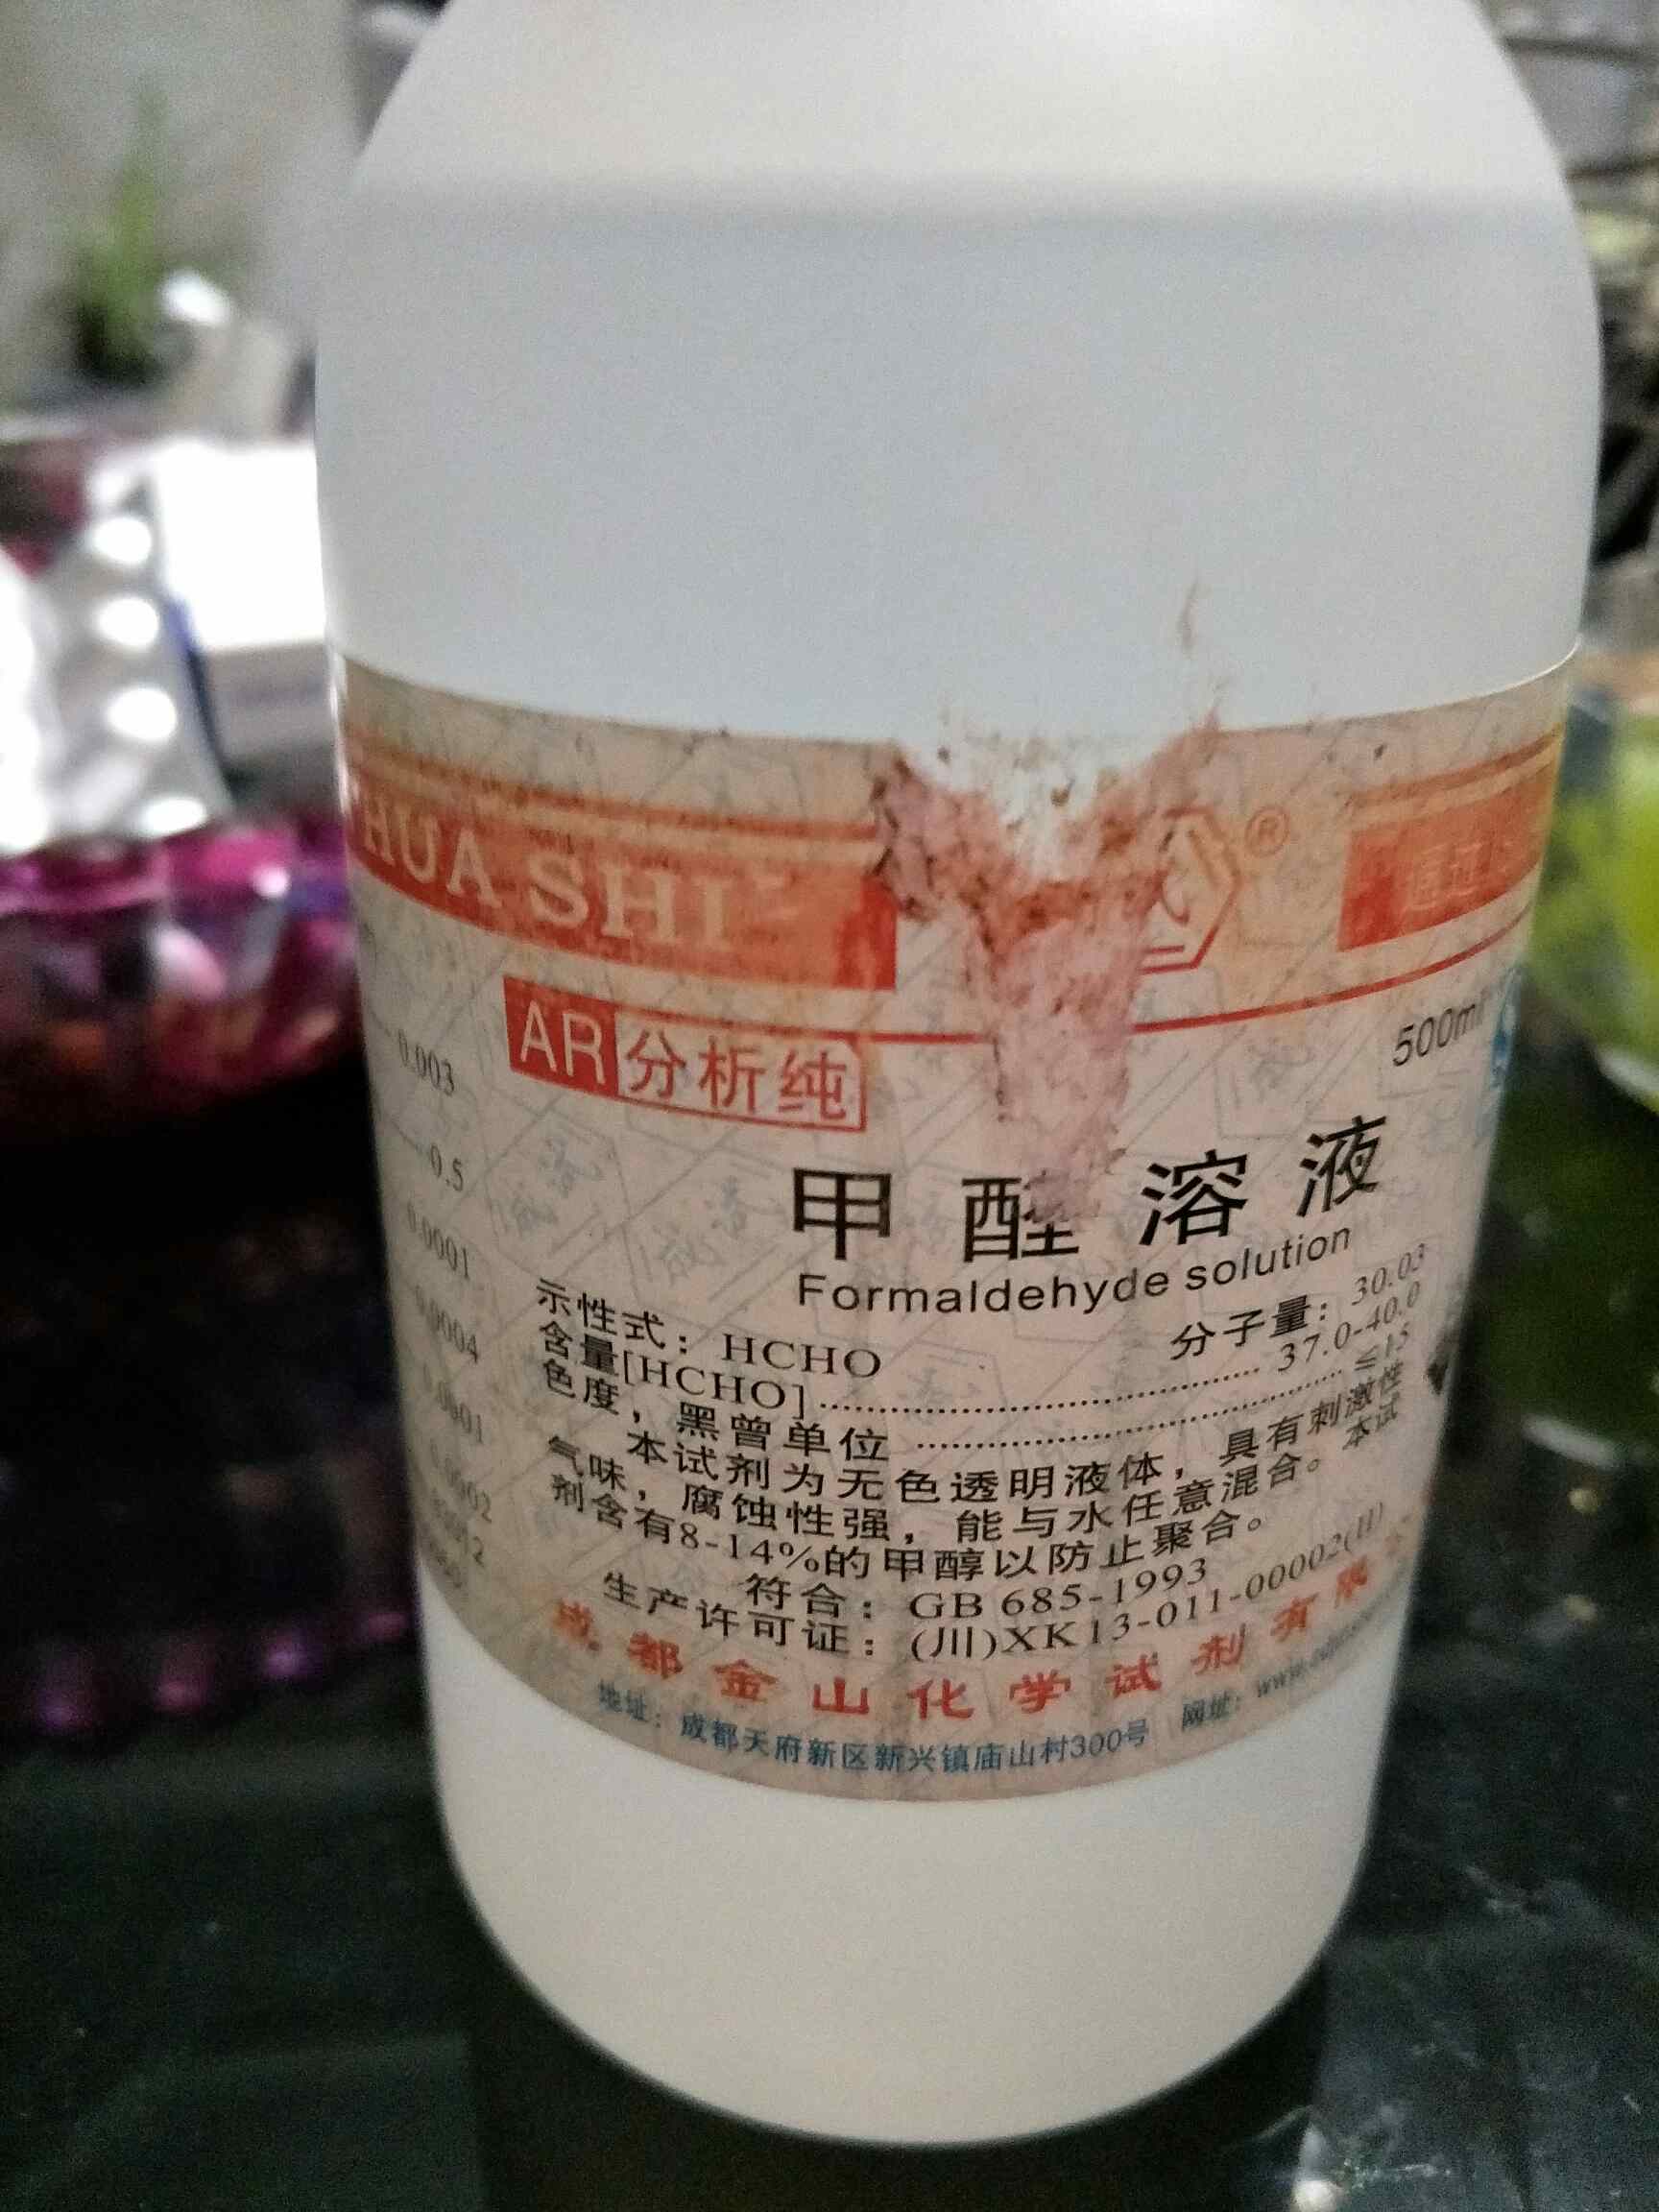 HUA SHI
®
通过
AR 分析纯
500ml
甲醛溶液
Formaldehyde solution
示性式：HCHO 分子量：30.03
含量[HCHO] 37.0-40.0
色度，黑曾单位 ≤15
本试剂为无色透明液体，具有刺激性
气味，腐蚀性强，能与水任意混合。本试
剂含有8-14%的甲醇以防止聚合。
符合：GB 685-1993
生产许可证：(川)XK13-011-00002(II)
成都金山化学试剂有限
地址：成都天府新区新兴镇庙山村300号 网址：www.
0.003
0.5
0.0001
0.0004